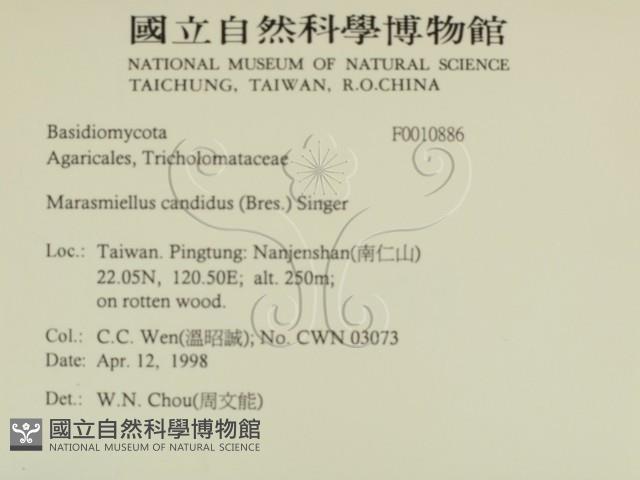 國立自然科學博物館
NATIONAL MUSEUM OF NATURAL SCIENCE
TAICHUNG, TAIWAN, R.O.CHINA
Basidiomycota F0010886
Agaricales, Tricholomataceae
Marasmiellus candidus (Bres.) Singer
Loc.: Taiwan. Pingtung: Nanjenshan(南仁山)
22.05N, 120.50E; alt. 250m;
on rotten wood.
Col.: C.C. Wen(溫昭誠); No. CWN 03073
Date: Apr. 12, 1998
Det.: W.N. Chou(周文能)
國立自然科學博物館
NATIONAL MUSEUM OF NATURAL SCIENCE